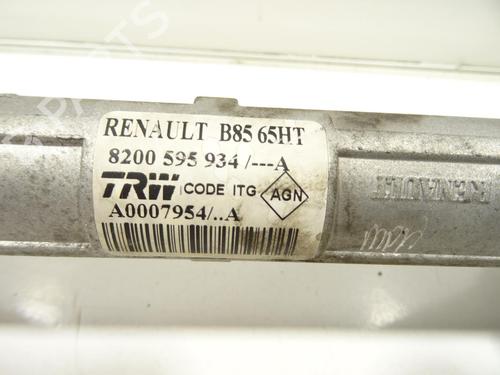 RENAULT B85 65HT
8200 595 934 /---A
TRW CODE ITG AGN
A0007954/..A
RENAULT